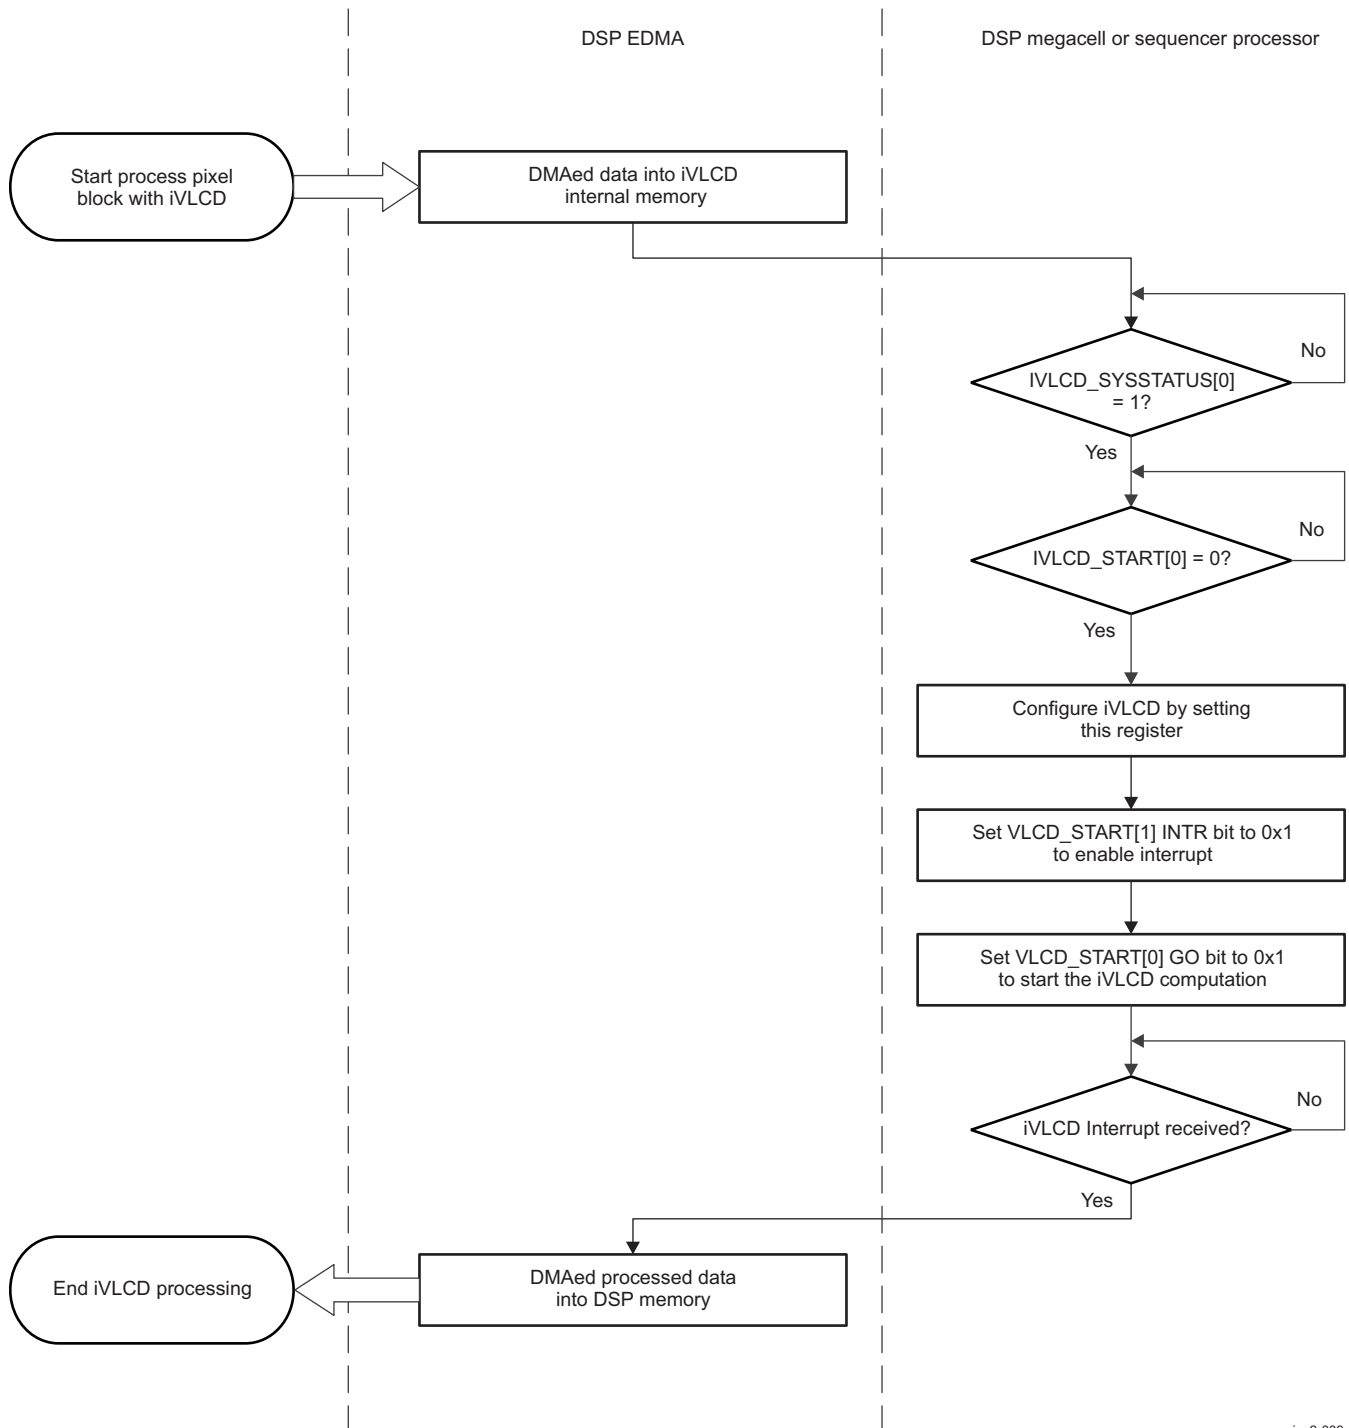 DSP EDMA
DSP megacell or sequencer processor
Start process pixel
block with iVLCD
DMAed data into iVLCD
internal memory
No
IVLCD_SYSSTATUS[0]
= 1?
Yes
No
IVLCD_START[0] = 0?
Yes
Configure iVLCD by setting
this register
Set VLCD_START[1] INTR bit to 0x1
to enable interrupt
Set VLCD_START[0] GO bit to 0x1
to start the iVLCD computation
No
iVLCD Interrupt received?
Yes
End iVLCD processing
DMAed processed data
into DSP memory